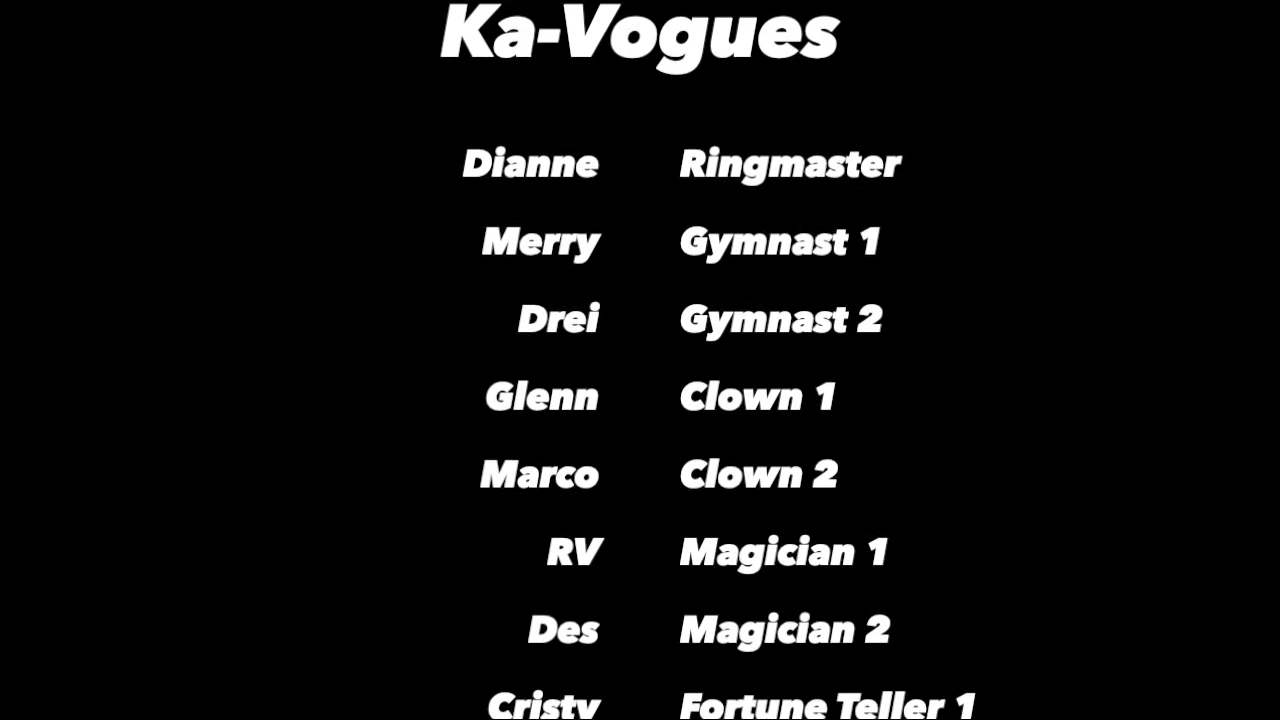 Ka-Vogues
Dianne Ringmaster
Merry Gymnast 1
Drei Gymnast 2
Glenn Clown 1
Marco Clown 2
RV Magician 1
Des Magician 2
Cristy Fortune Teller 1